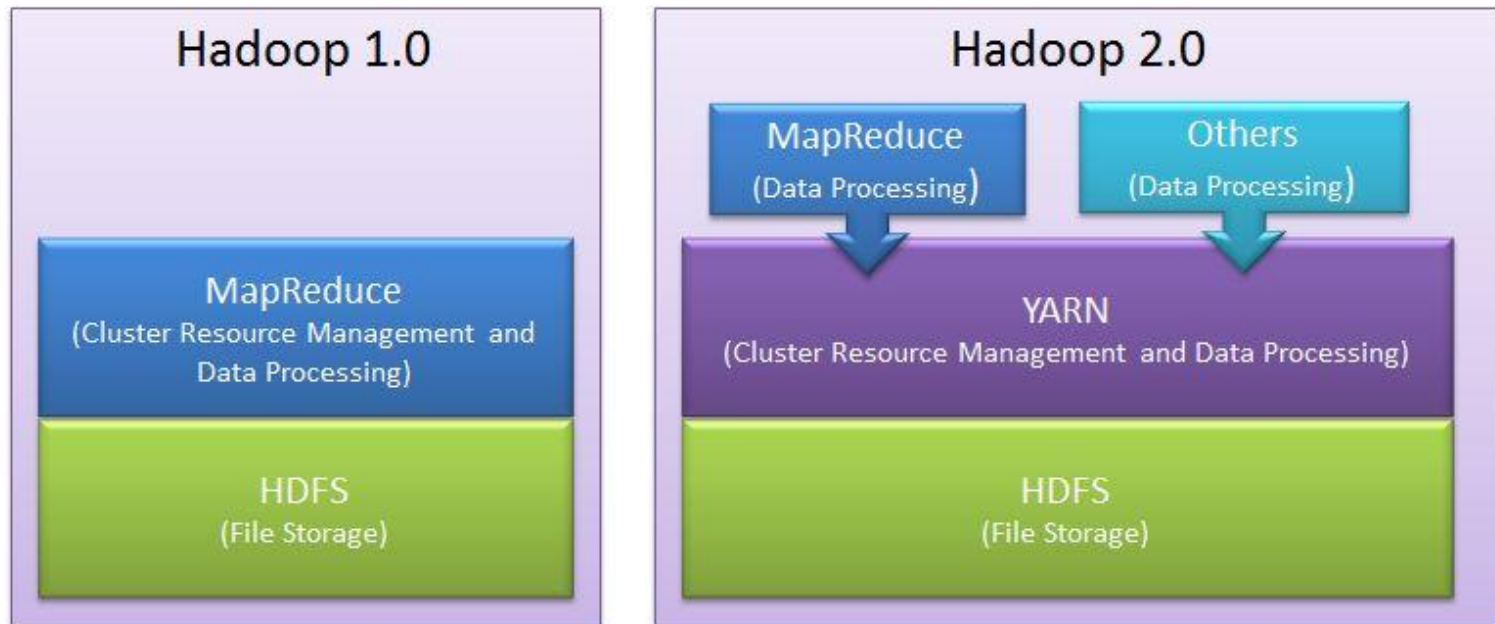 Hadoop 1.0
MapReduce
(Cluster Resource Management and
Data Processing)
HDFS
(File Storage)
Hadoop 2.0
MapReduce
(Data Processing)
Others
(Data Processing)
YARN
(Cluster Resource Management and Data Processing)
HDFS
(File Storage)